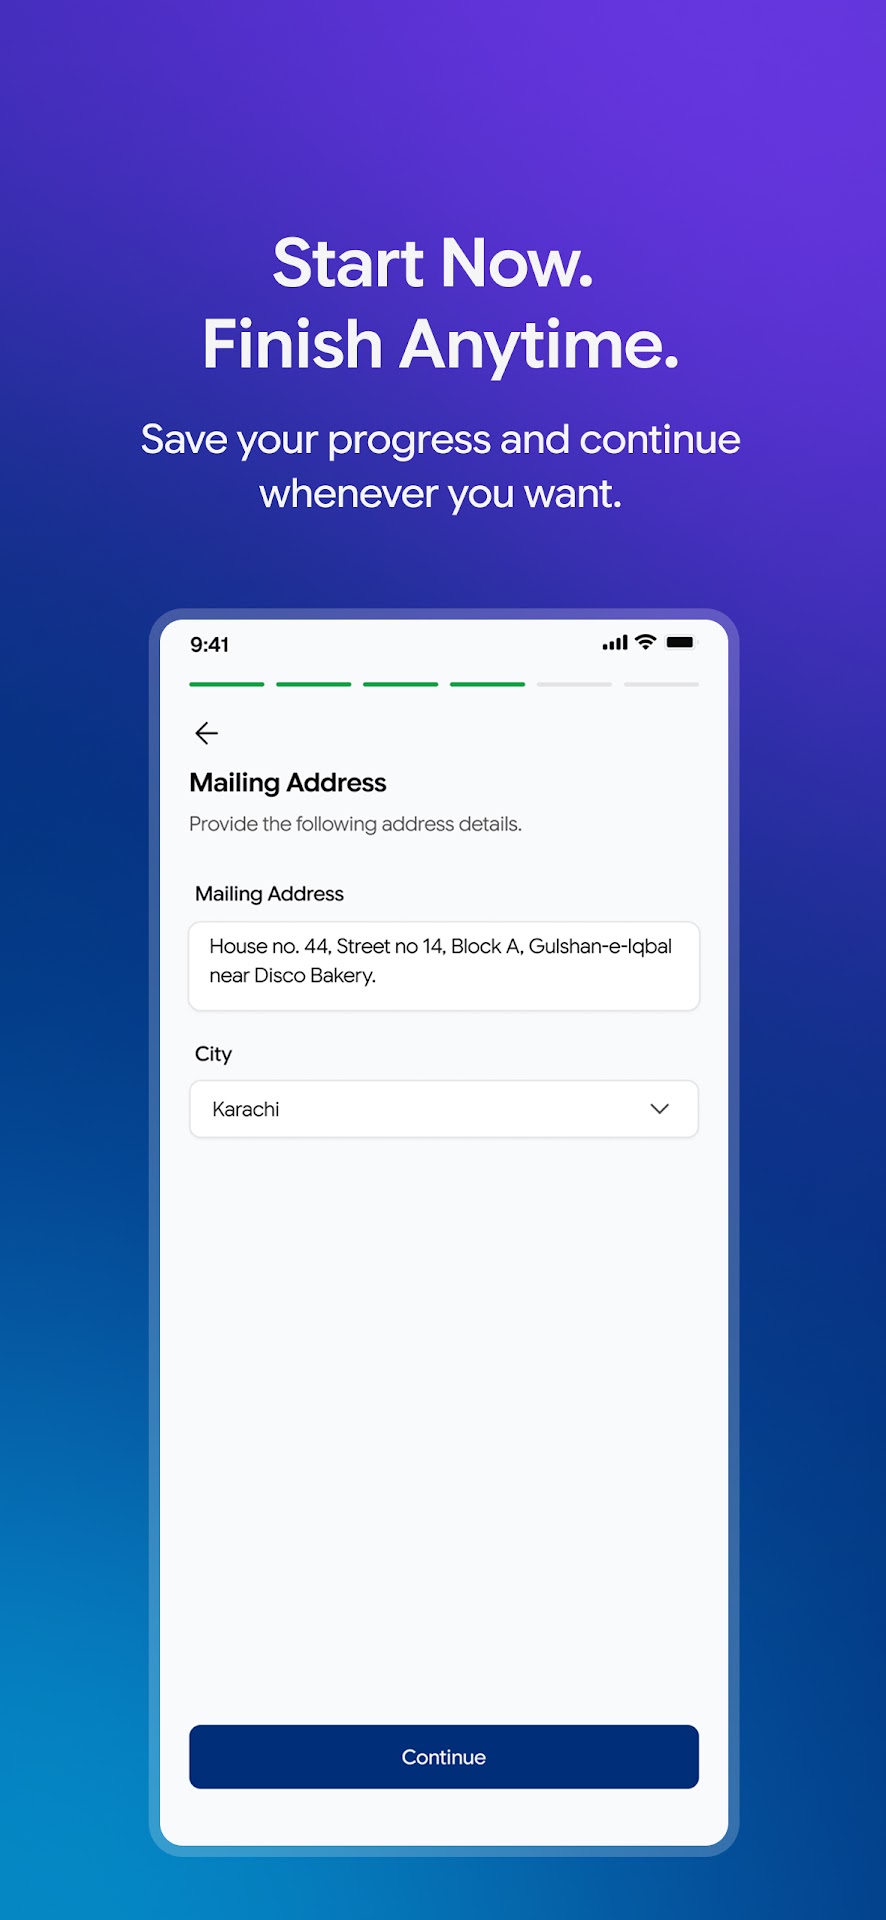 Start Now.
Finish Anytime.
Save your progress and continue
whenever you want.
9:41
Mailing Address
Provide the following address details.
Mailing Address
House no. 44, Street no 14, Block A, Gulshan-e-Iqbal
near Disco Bakery.
City
Karachi
Continue